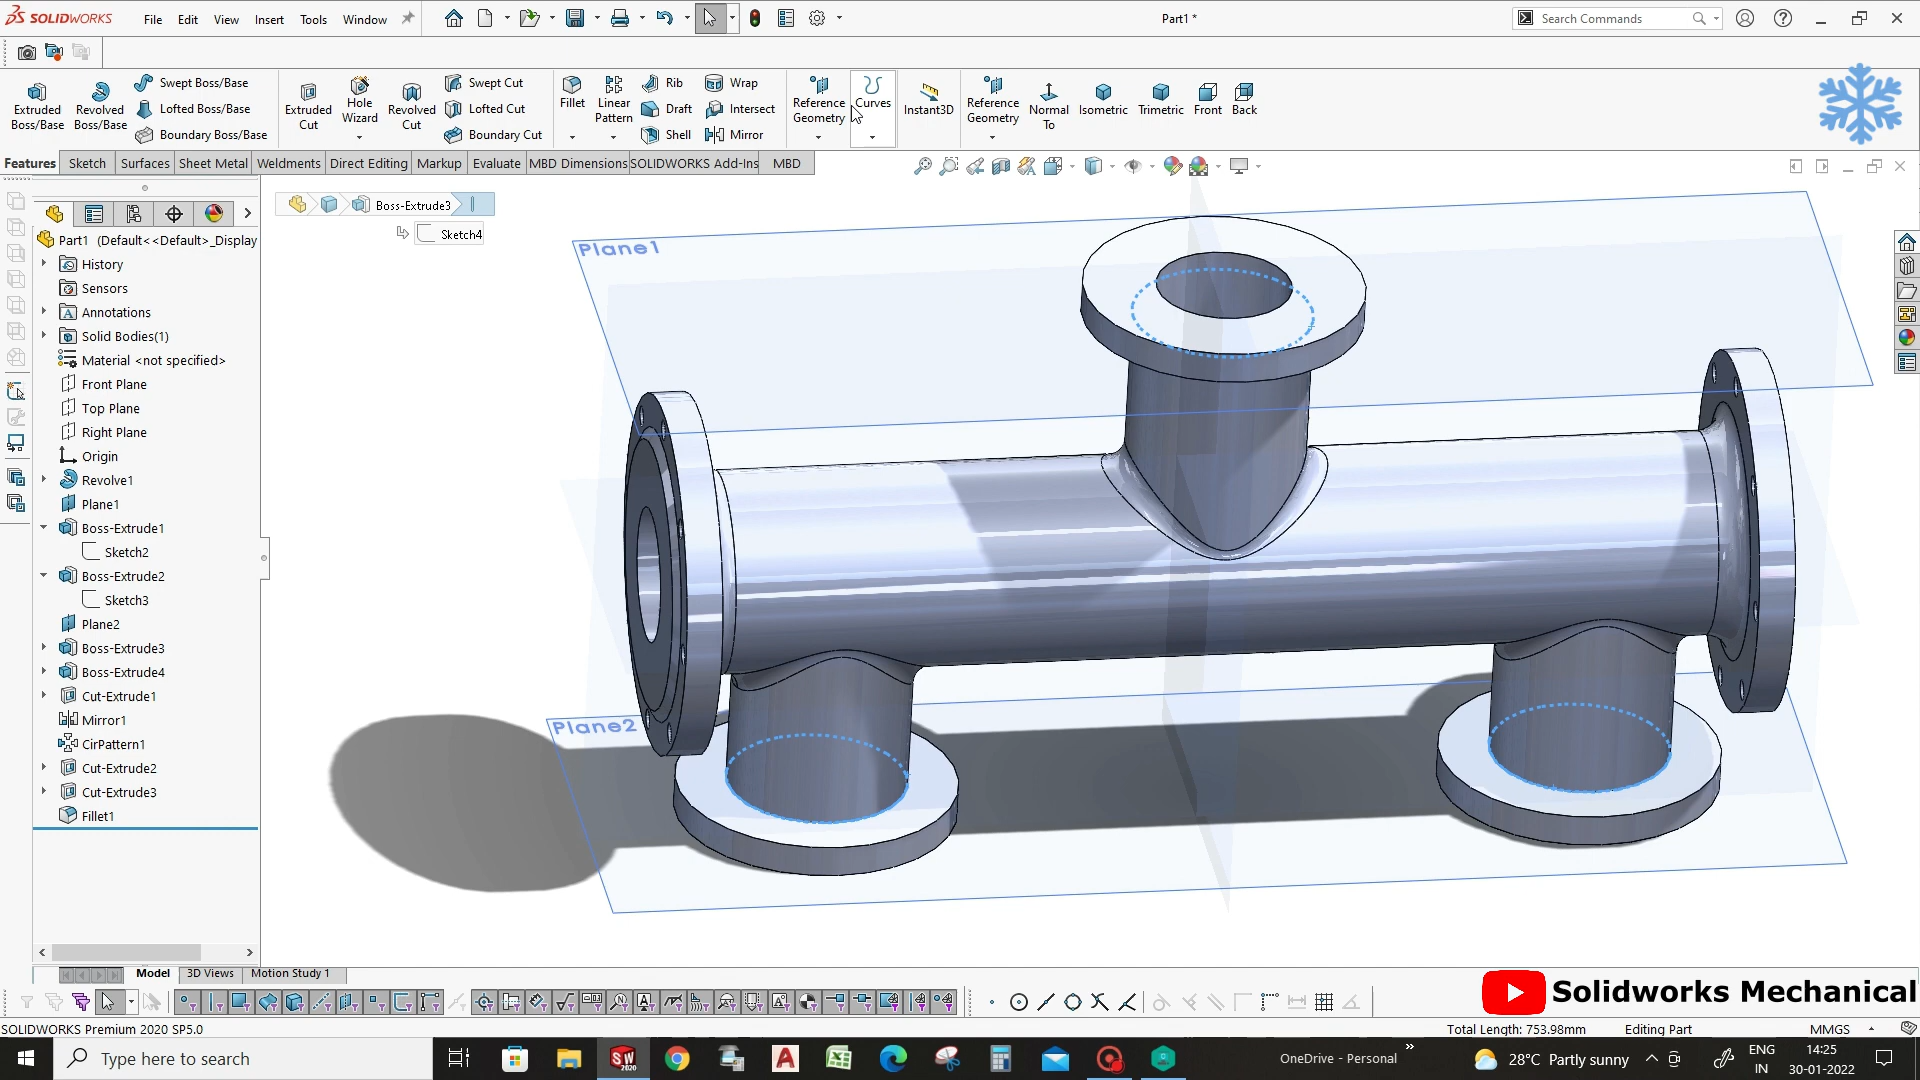 SOLIDWORKS
File Edit View Insert Tools Window
Part1 *
Search Commands
Extruded Boss/Base
Revolved Boss/Base
Swept Boss/Base
Lofted Boss/Base
Boundary Boss/Base
Extruded Cut
Hole Wizard
Revolved Cut
Swept Cut
Lofted Cut
Boundary Cut
Fillet
Linear Pattern
Rib
Draft
Shell
Wrap
Intersect
Mirror
Reference Geometry
Curves
Instant3D
Reference Geometry
Normal To
Isometric
Trimetric
Front
Back
Features Sketch Surfaces Sheet Metal Weldments Direct Editing Markup Evaluate MBD Dimensions SOLIDWORKS Add-Ins MBD
Boss-Extrude3
Sketch4
Part1 (Default<<Default>_Display
History
Sensors
Annotations
Solid Bodies(1)
Material <not specified>
Front Plane
Top Plane
Right Plane
Origin
Revolve1
Plane1
Boss-Extrude1
Sketch2
Boss-Extrude2
Sketch3
Plane2
Boss-Extrude3
Boss-Extrude4
Cut-Extrude1
Mirror1
CirPattern1
Cut-Extrude2
Cut-Extrude3
Fillet1
Plane1
Plane2
Model 3D Views Motion Study 1
Solidworks Mechanical
SOLIDWORKS Premium 2020 SP5.0
Total Length: 753.98mm Editing Part MMGS
Type here to search
SW
2020
OneDrive - Personal
28°C Partly sunny
ENG
IN
14:25
30-01-2022